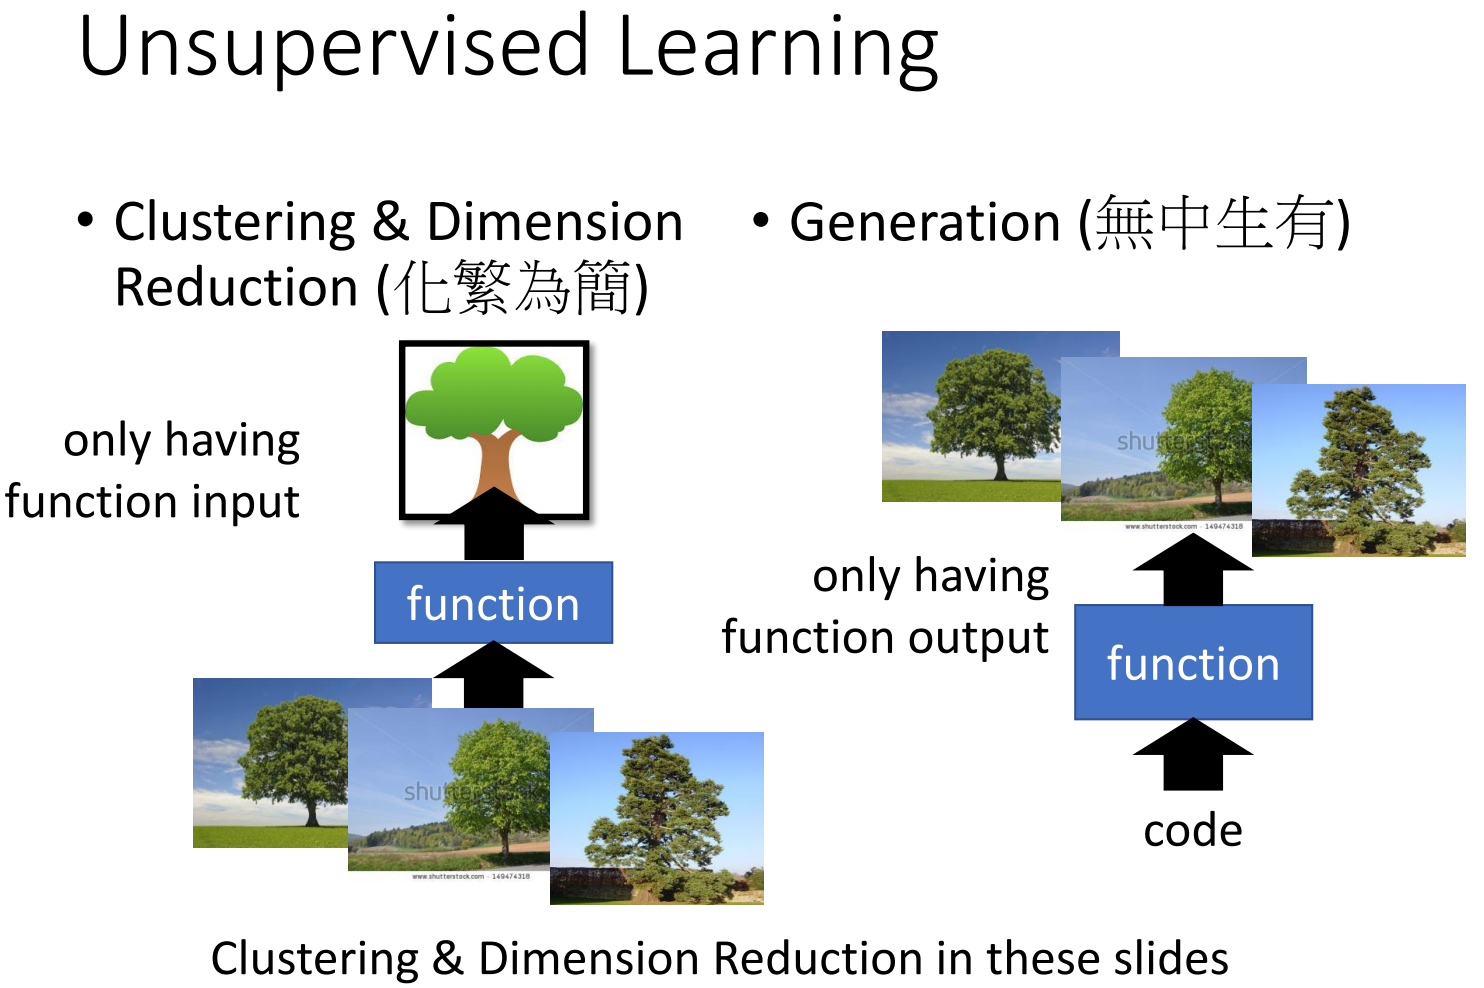 Unsupervised Learning
• Clustering & Dimension
Reduction (化繁為簡)
only having
function input
function
shutterstock
www.shutterstock.com · 149474318
• Generation (無中生有)
shutterstock
www.shutterstock.com · 149474318
only having
function output
function
code
Clustering & Dimension Reduction in these slides